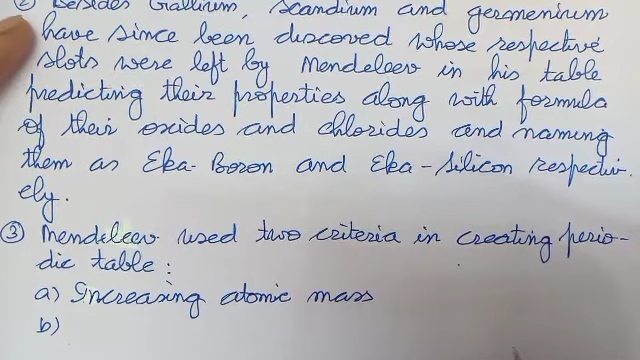 ② Besides Gallium, Scandium and germenium
have since been discoved whose respective
slots were left by Mendeleev in his table
predicting their properties along with formula
of their oxides and chlorides and naming
them as Eka-Boron and Eka-Silicon respectiv.
ely.
③ Mendeleev used two criteria in creating perio-
dic table :
a) Increasing atomic mass
b)